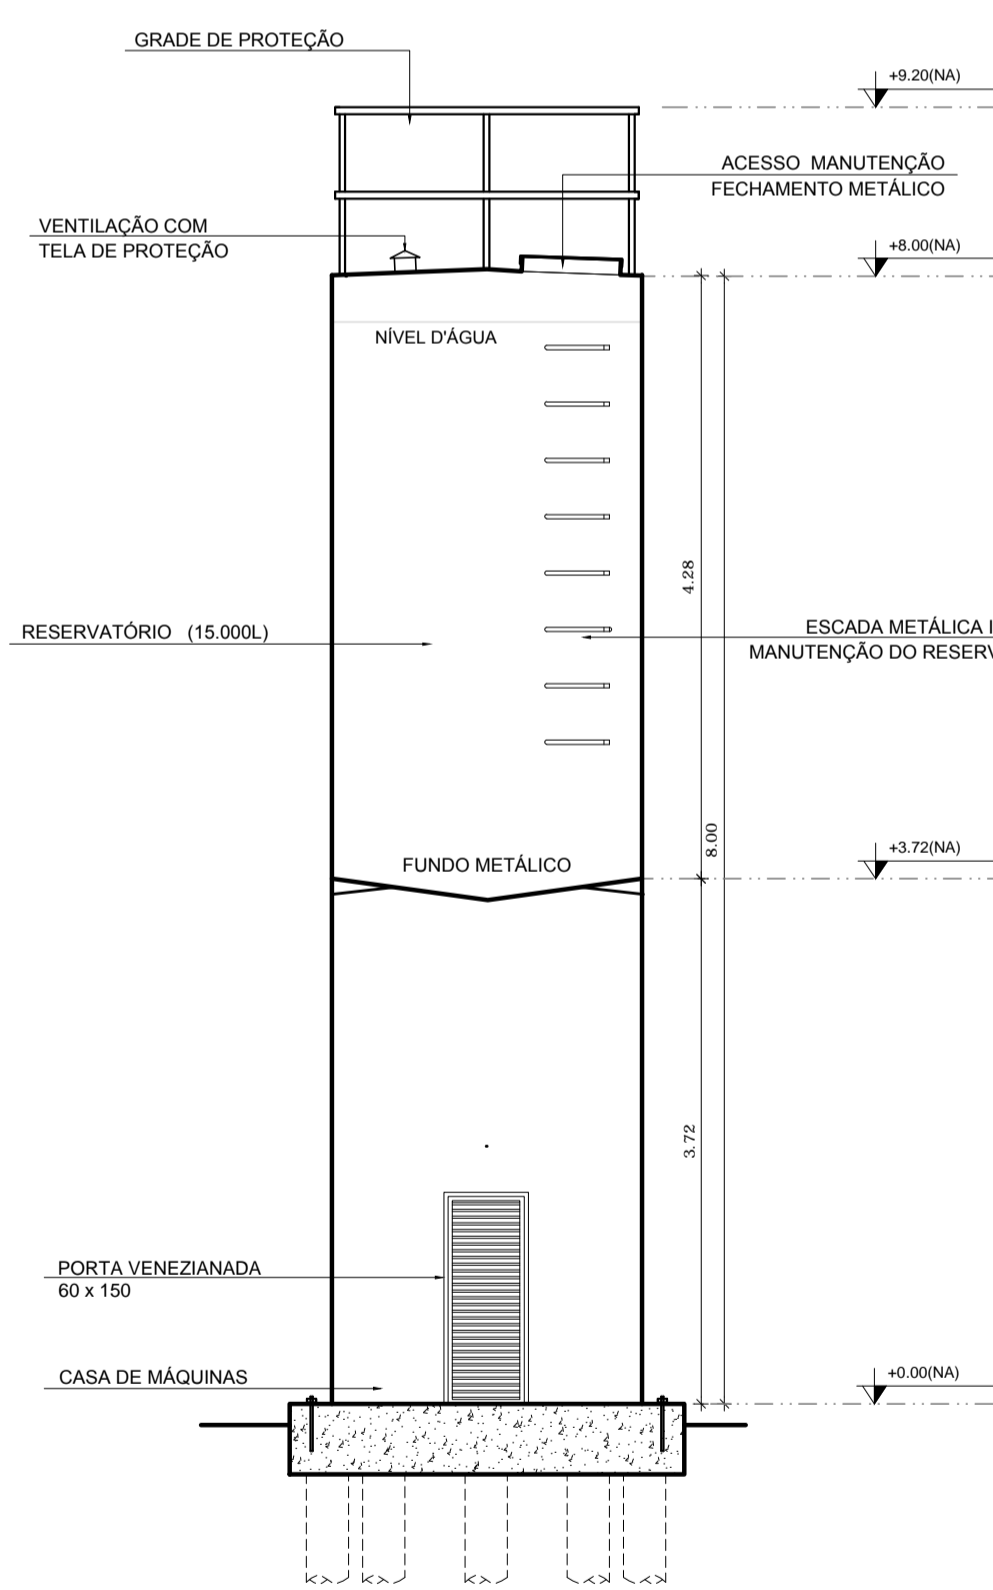 GRADE DE PROTEÇÃO
+9.20(NA)
ACESSO MANUTENÇÃO
FECHAMENTO METÁLICO
VENTILAÇÃO COM
TELA DE PROTEÇÃO
+8.00(NA)
NÍVEL D'ÁGUA
4.28
RESERVATÓRIO (15.000L)
ESCADA METÁLICA I
MANUTENÇÃO DO RESERV
8.00
FUNDO METÁLICO
+3.72(NA)
3.72
PORTA VENEZIANADA
60 x 150
CASA DE MÁQUINAS
+0.00(NA)